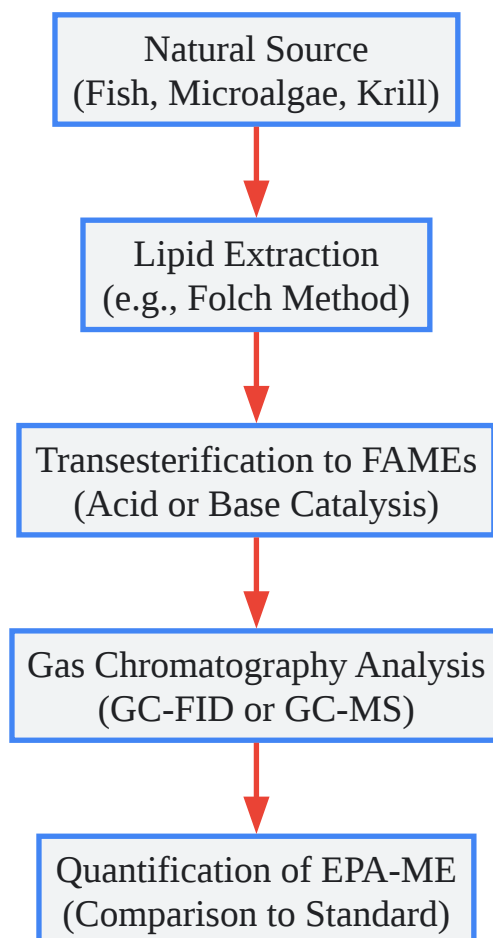 Natural Source
(Fish, Microalgae, Krill)
Lipid Extraction
(e.g., Folch Method)
Transesterification to FAMEs
(Acid or Base Catalysis)
Gas Chromatography Analysis
(GC-FID or GC-MS)
Quantification of EPA-ME
(Comparison to Standard)